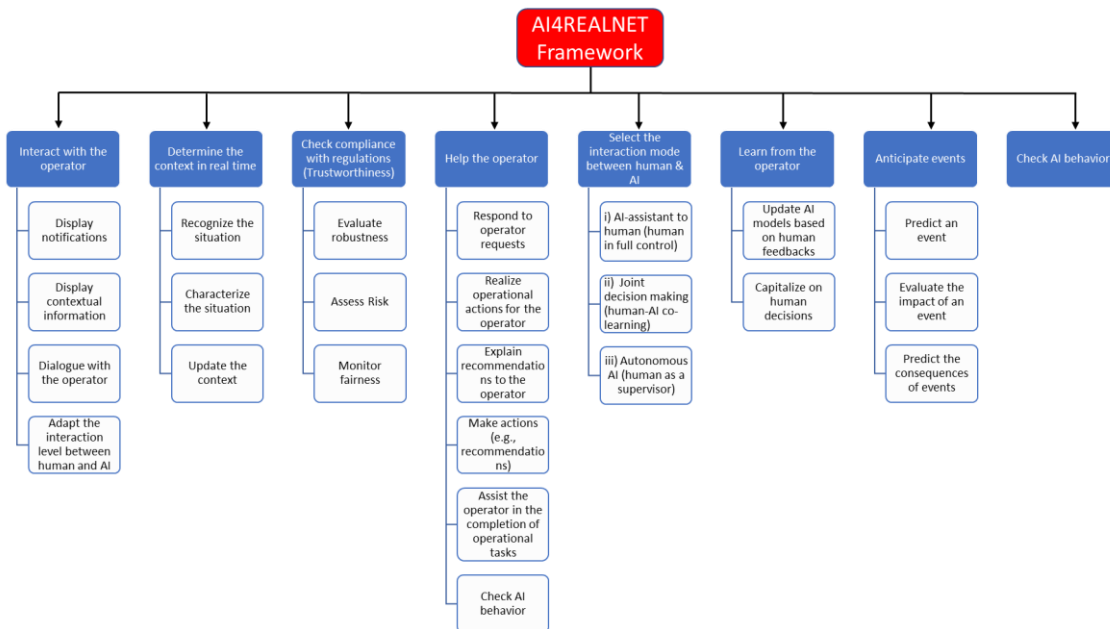 AI4REALNET
Framework
Interact with the
operator
Display
notifications
Display
contextual
information
Dialogue with the
operator
Adapt the
interaction
level between
human and AI
Determine the
context in real time
Recognize the
situation
Characterize
the situation
Update the
context
Check compliance
with regulations
(Trustworthiness)
Evaluate
robustness
Assess Risk
Monitor
fairness
Help the operator
Respond to
operator
requests
Realize
operational
actions for the
operator
Explain
recommendati
ons to the
operator
Make actions
(e.g.,
recommendatio
ns)
Assist the
operator in the
completion of
operational
tasks
Check AI
behavior
Select the
interaction mode
between human &
AI
i) AI-assistant to
human (human
in full control)
ii) Joint
decision making
(human-AI co-
learning)
iii) Autonomous
AI (human as a
supervisor)
Learn from the
operator
Update AI
models based
on human
feedbacks
Capitalize on
human
decisions
Anticipate events
Predict an
event
Evaluate the
impact of an
event
Predict the
consequences
of events
Check AI behavior